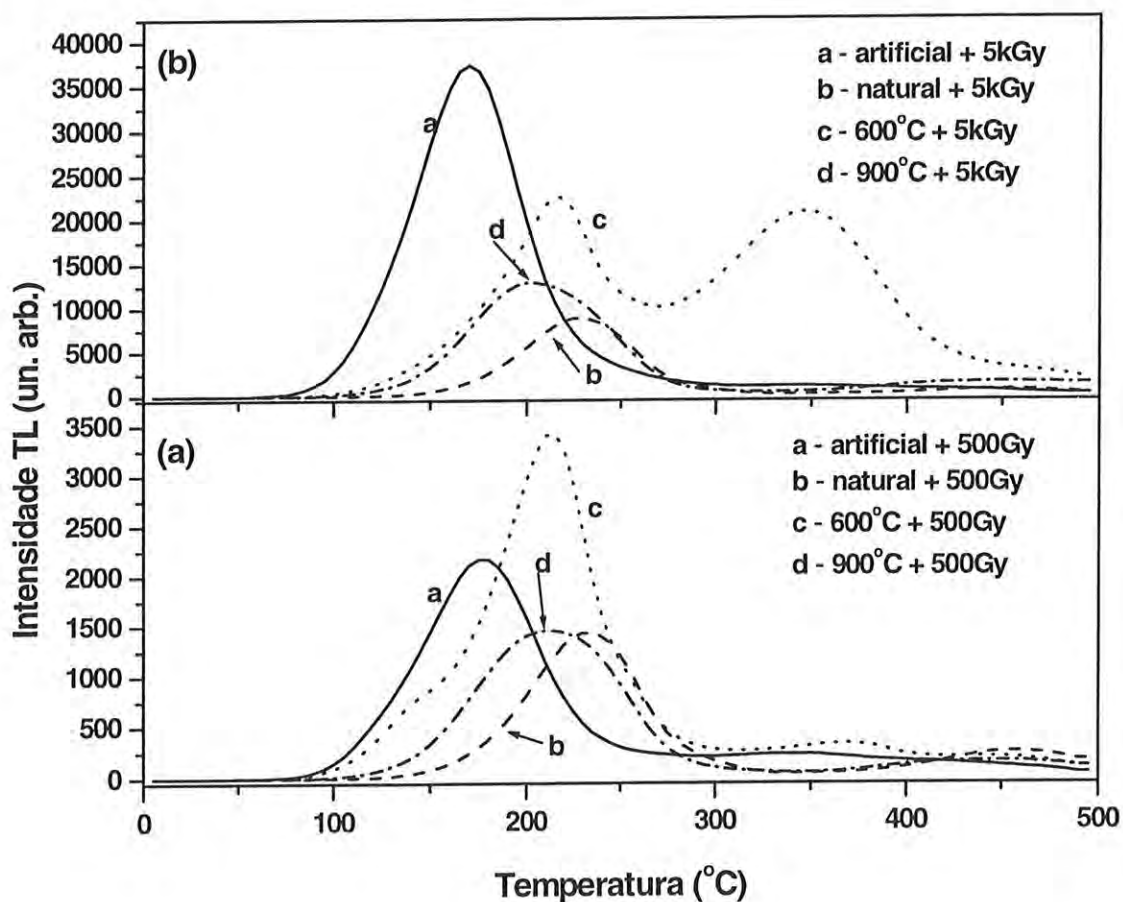 Intensidade TL (un. arb.)
(b)
40000
35000
30000
25000
20000
15000
10000
5000
0
a - artificial + 5kGy
b - natural + 5kGy
c - 600°C + 5kGy
d - 900°C + 5kGy
a
c
d
b
(a)
3500
3000
2500
2000
1500
1000
500
0
a - artificial + 500Gy
b - natural + 500Gy
c - 600°C + 500Gy
d - 900°C + 500Gy
c
d
a
b
0 100 200 300 400 500
Temperatura (°C)